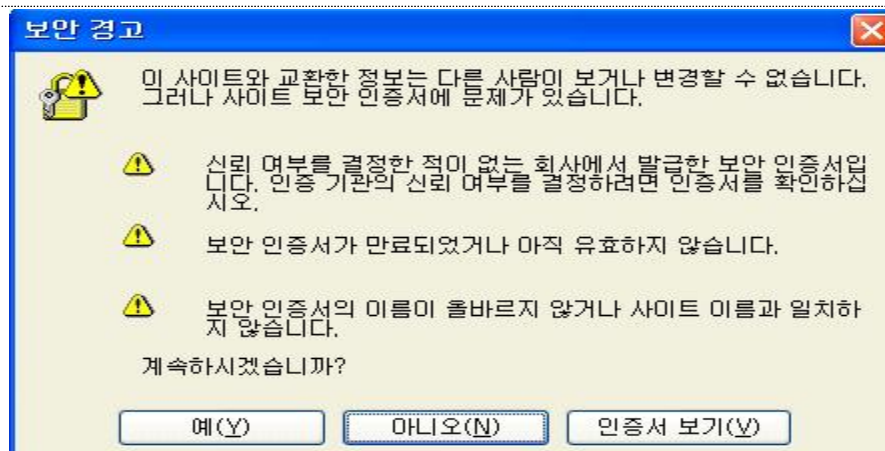 보안 경고
이 사이트와 교환한 정보는 다른 사람이 보거나 변경할 수 없습니다.
그러나 사이트 보안 인증서에 문제가 있습니다.
신뢰 여부를 결정한 적이 없는 회사에서 발급한 보안 인증서입
니다. 인증 기관의 신뢰 여부를 결정하려면 인증서를 확인하십
시오.
보안 인증서가 만료되었거나 아직 유효하지 않습니다.
보안 인증서의 이름이 올바르지 않거나 사이트 이름과 일치하
지 않습니다.
계속하시겠습니까?
예(Y) 아니오(N) 인증서 보기(V)